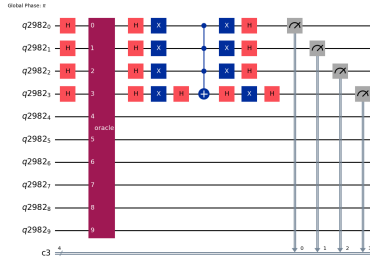 Global Phase: π
q2982₀ H 0 H X X H
q2982₁ H 1 H X X H
q2982₂ H 2 H X X H
q2982₃ H 3 H X H H X H
q2982₄ 4
oracle
q2982₅ 5
q2982₆ 6
q2982₇ 7
q2982₈ 8
q2982₉ 9
c3 4 0 1 2